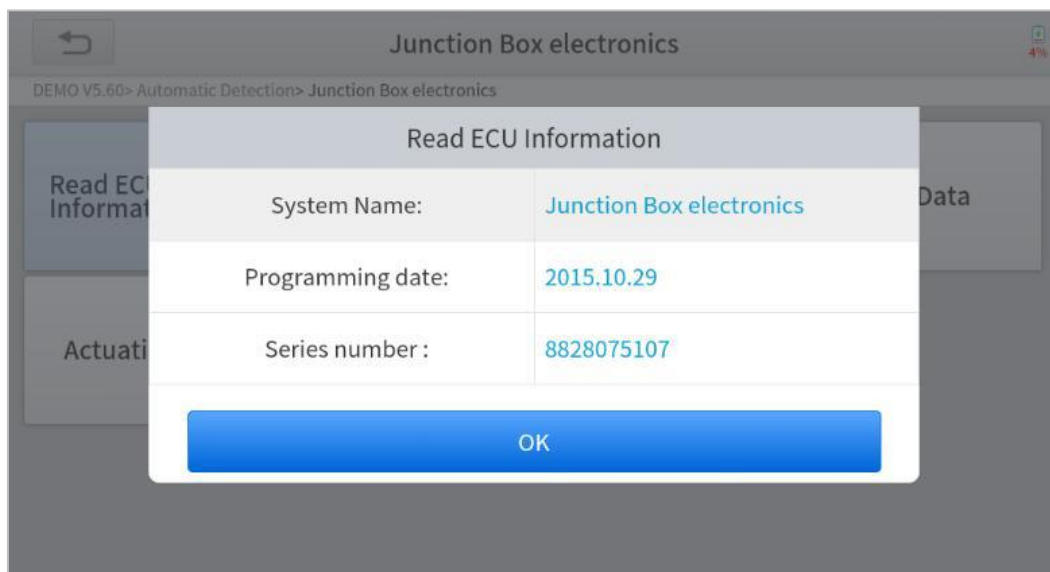 Junction Box electronics
4%
DEMO V5.60> Automatic Detection> Junction Box electronics
Read ECU Information
Read ECU
Informat
Data
System Name: Junction Box electronics
Programming date: 2015.10.29
Actuati
Series number : 8828075107
OK